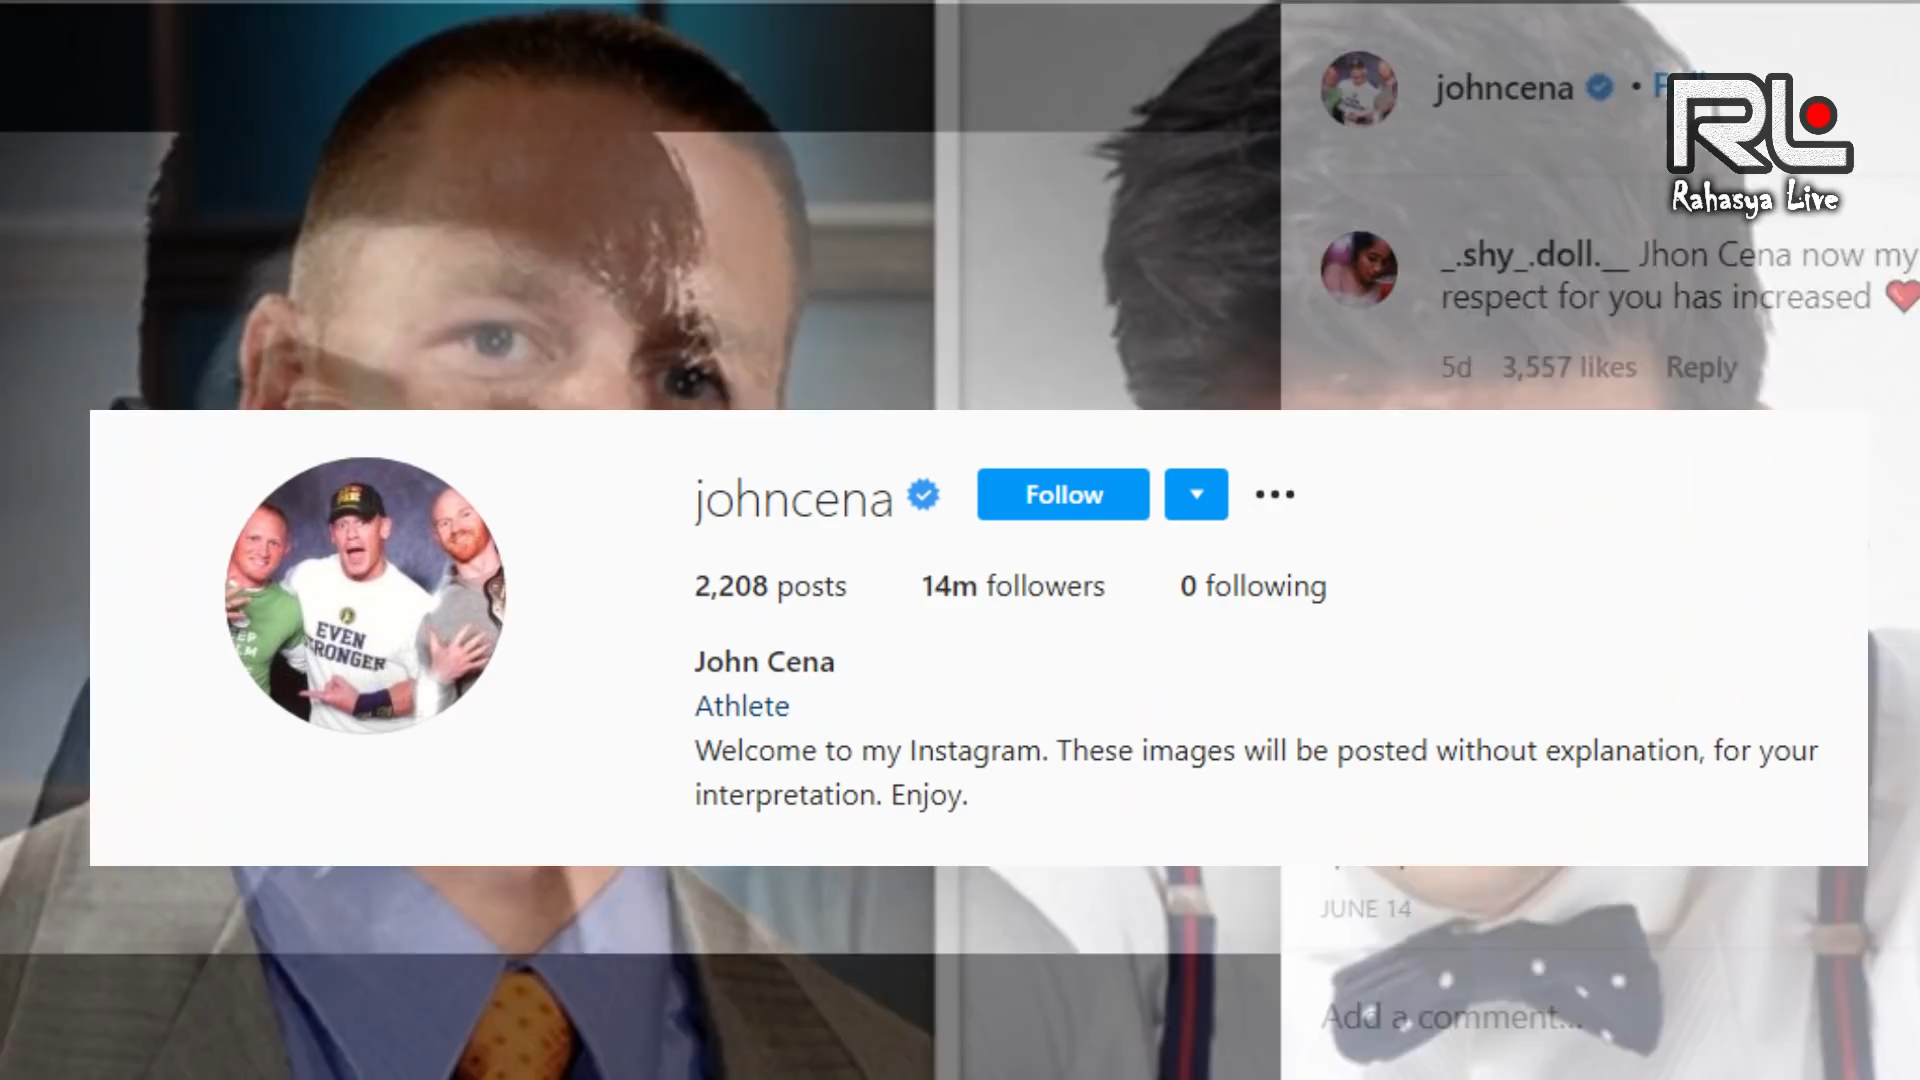 johncena • 
RL
Rahasya Live
_.shy_.doll.__ Jhon Cena now my
respect for you has increased ❤
5d 3,557 likes Reply
johncena Follow
2,208 posts 14m followers 0 following
EVEN
John Cena
Athlete
Welcome to my Instagram. These images will be posted without explanation, for your
interpretation. Enjoy.
JUNE 14
Add a comment...